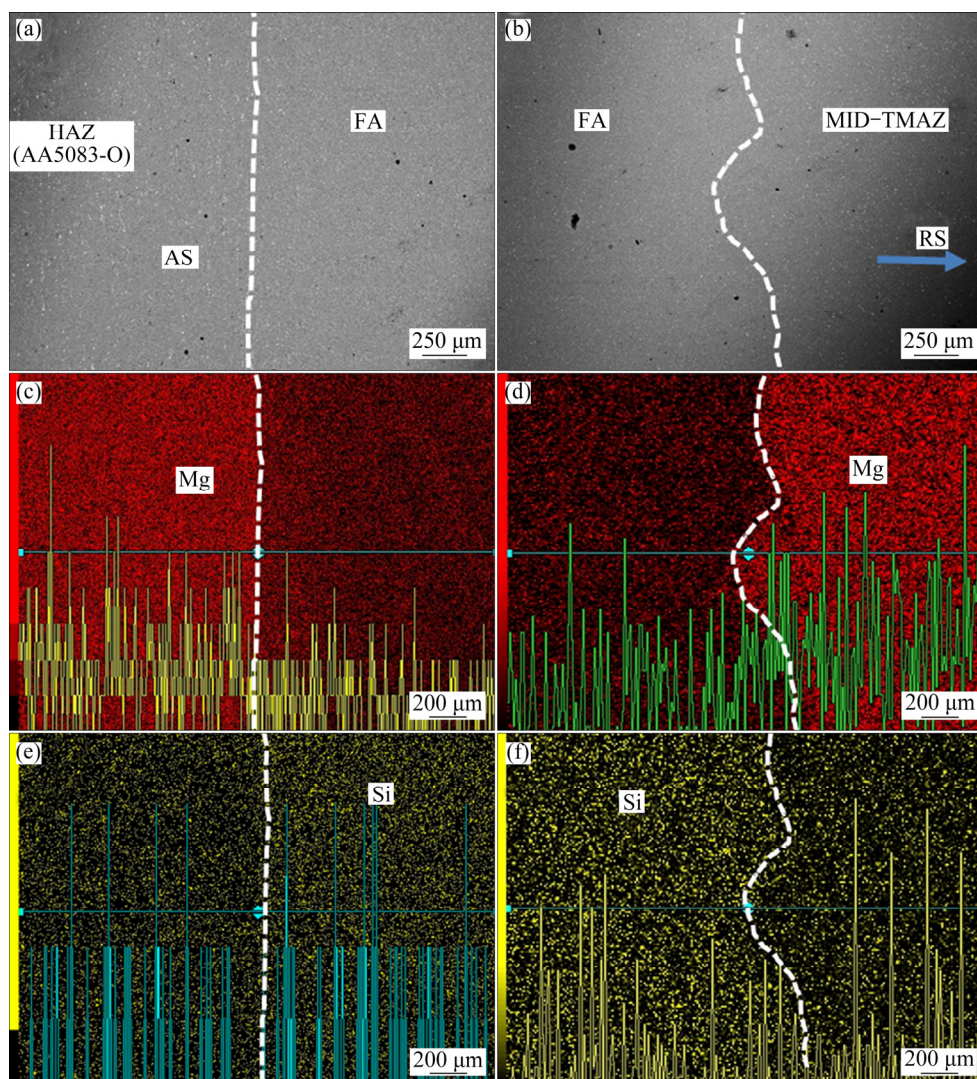 (a)
HAZ
(AA5083-O)
FA
AS
250 μm
(b)
FA
MID−TMAZ
RS
250 μm
(c)
Mg
200 μm
(d)
Mg
200 μm
(e)
Si
200 μm
(f)
Si
200 μm